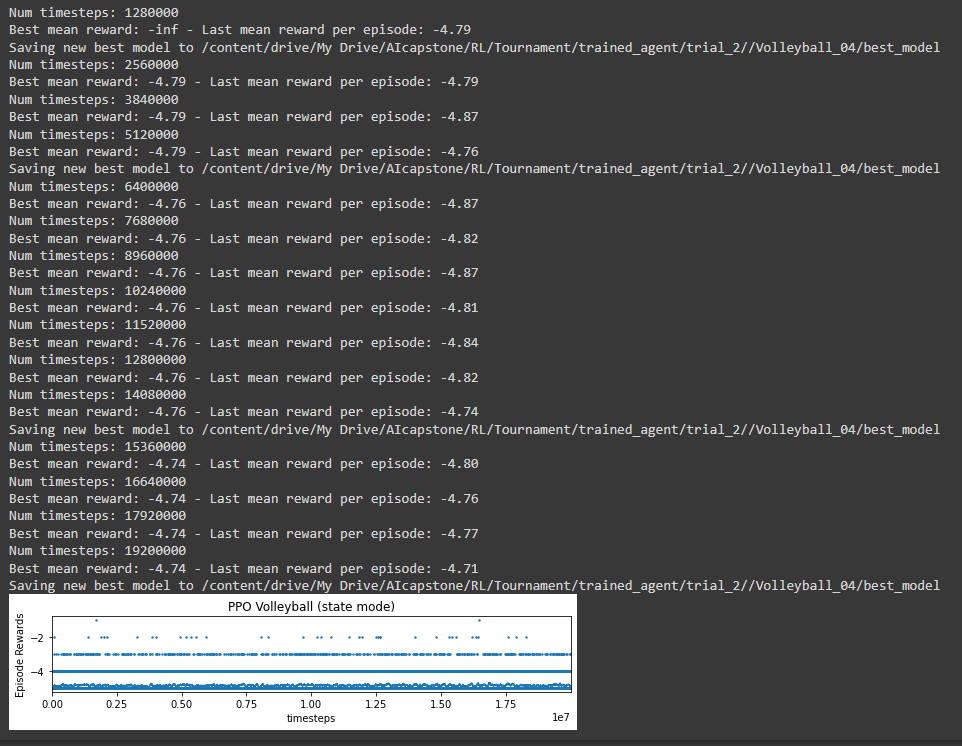 Num timesteps: 1280000
Best mean reward: -inf - Last mean reward per episode: -4.79
Saving new best model to /content/drive/My Drive/AIcapstone/RL/Tournament/trained_agent/trial_2//Volleyball_04/best_model
Num timesteps: 2560000
Best mean reward: -4.79 - Last mean reward per episode: -4.79
Num timesteps: 3840000
Best mean reward: -4.79 - Last mean reward per episode: -4.87
Num timesteps: 5120000
Best mean reward: -4.79 - Last mean reward per episode: -4.76
Saving new best model to /content/drive/My Drive/AIcapstone/RL/Tournament/trained_agent/trial_2//Volleyball_04/best_model
Num timesteps: 6400000
Best mean reward: -4.76 - Last mean reward per episode: -4.87
Num timesteps: 7680000
Best mean reward: -4.76 - Last mean reward per episode: -4.82
Num timesteps: 8960000
Best mean reward: -4.76 - Last mean reward per episode: -4.87
Num timesteps: 10240000
Best mean reward: -4.76 - Last mean reward per episode: -4.81
Num timesteps: 11520000
Best mean reward: -4.76 - Last mean reward per episode: -4.84
Num timesteps: 12800000
Best mean reward: -4.76 - Last mean reward per episode: -4.82
Num timesteps: 14080000
Best mean reward: -4.76 - Last mean reward per episode: -4.74
Saving new best model to /content/drive/My Drive/AIcapstone/RL/Tournament/trained_agent/trial_2//Volleyball_04/best_model
Num timesteps: 15360000
Best mean reward: -4.74 - Last mean reward per episode: -4.80
Num timesteps: 16640000
Best mean reward: -4.74 - Last mean reward per episode: -4.76
Num timesteps: 17920000
Best mean reward: -4.74 - Last mean reward per episode: -4.77
Num timesteps: 19200000
Best mean reward: -4.74 - Last mean reward per episode: -4.71
Saving new best model to /content/drive/My Drive/AIcapstone/RL/Tournament/trained_agent/trial_2//Volleyball_04/best_model
PPO Volleyball (state mode)
Episode Rewards
−2
−4
0.00 0.25 0.50 0.75 1.00 1.25 1.50 1.75
1e7
timesteps